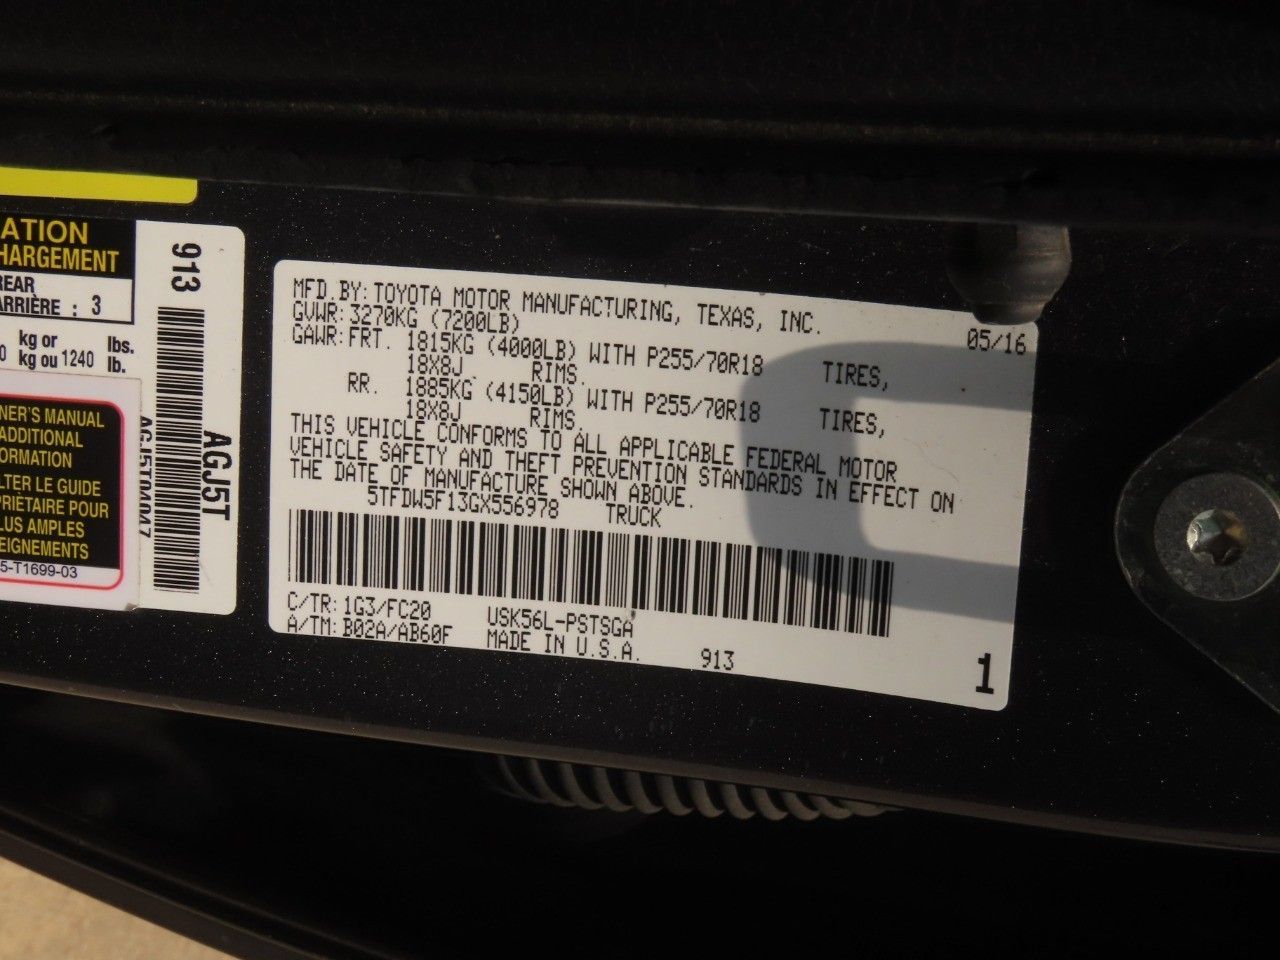 ATION
HARGEMENT
REAR
ARRIÈRE : 3
kg or lbs.
0 kg ou 1240 lb.
NER'S MANUAL
ADDITIONAL
ORMATION
LTER LE GUIDE
OPRIÉTAIRE POUR
LUS AMPLES
EIGNEMENTS
5-T1699-03
913
AGJ5T
MFD. BY: TOYOTA MOTOR MANUFACTURING, TEXAS, INC.
GVWR: 3270KG (7200LB) 05/16
GAWR: FRT. 1815KG (4000LB) WITH P255/70R18 TIRES,
18X8J RIMS.
RR. 1885KG (4150LB) WITH P255/70R18 TIRES,
18X8J RIMS.
THIS VEHICLE CONFORMS TO ALL APPLICABLE FEDERAL MOTOR
VEHICLE SAFETY AND THEFT PREVENTION STANDARDS IN EFFECT ON
THE DATE OF MANUFACTURE SHOWN ABOVE.
5TFDW5F13GX556978 TRUCK
C/TR: 1G3/FC20 USK56L-PSTSGA
A/TM: B02A/AB60F MADE IN U.S.A. 913
1